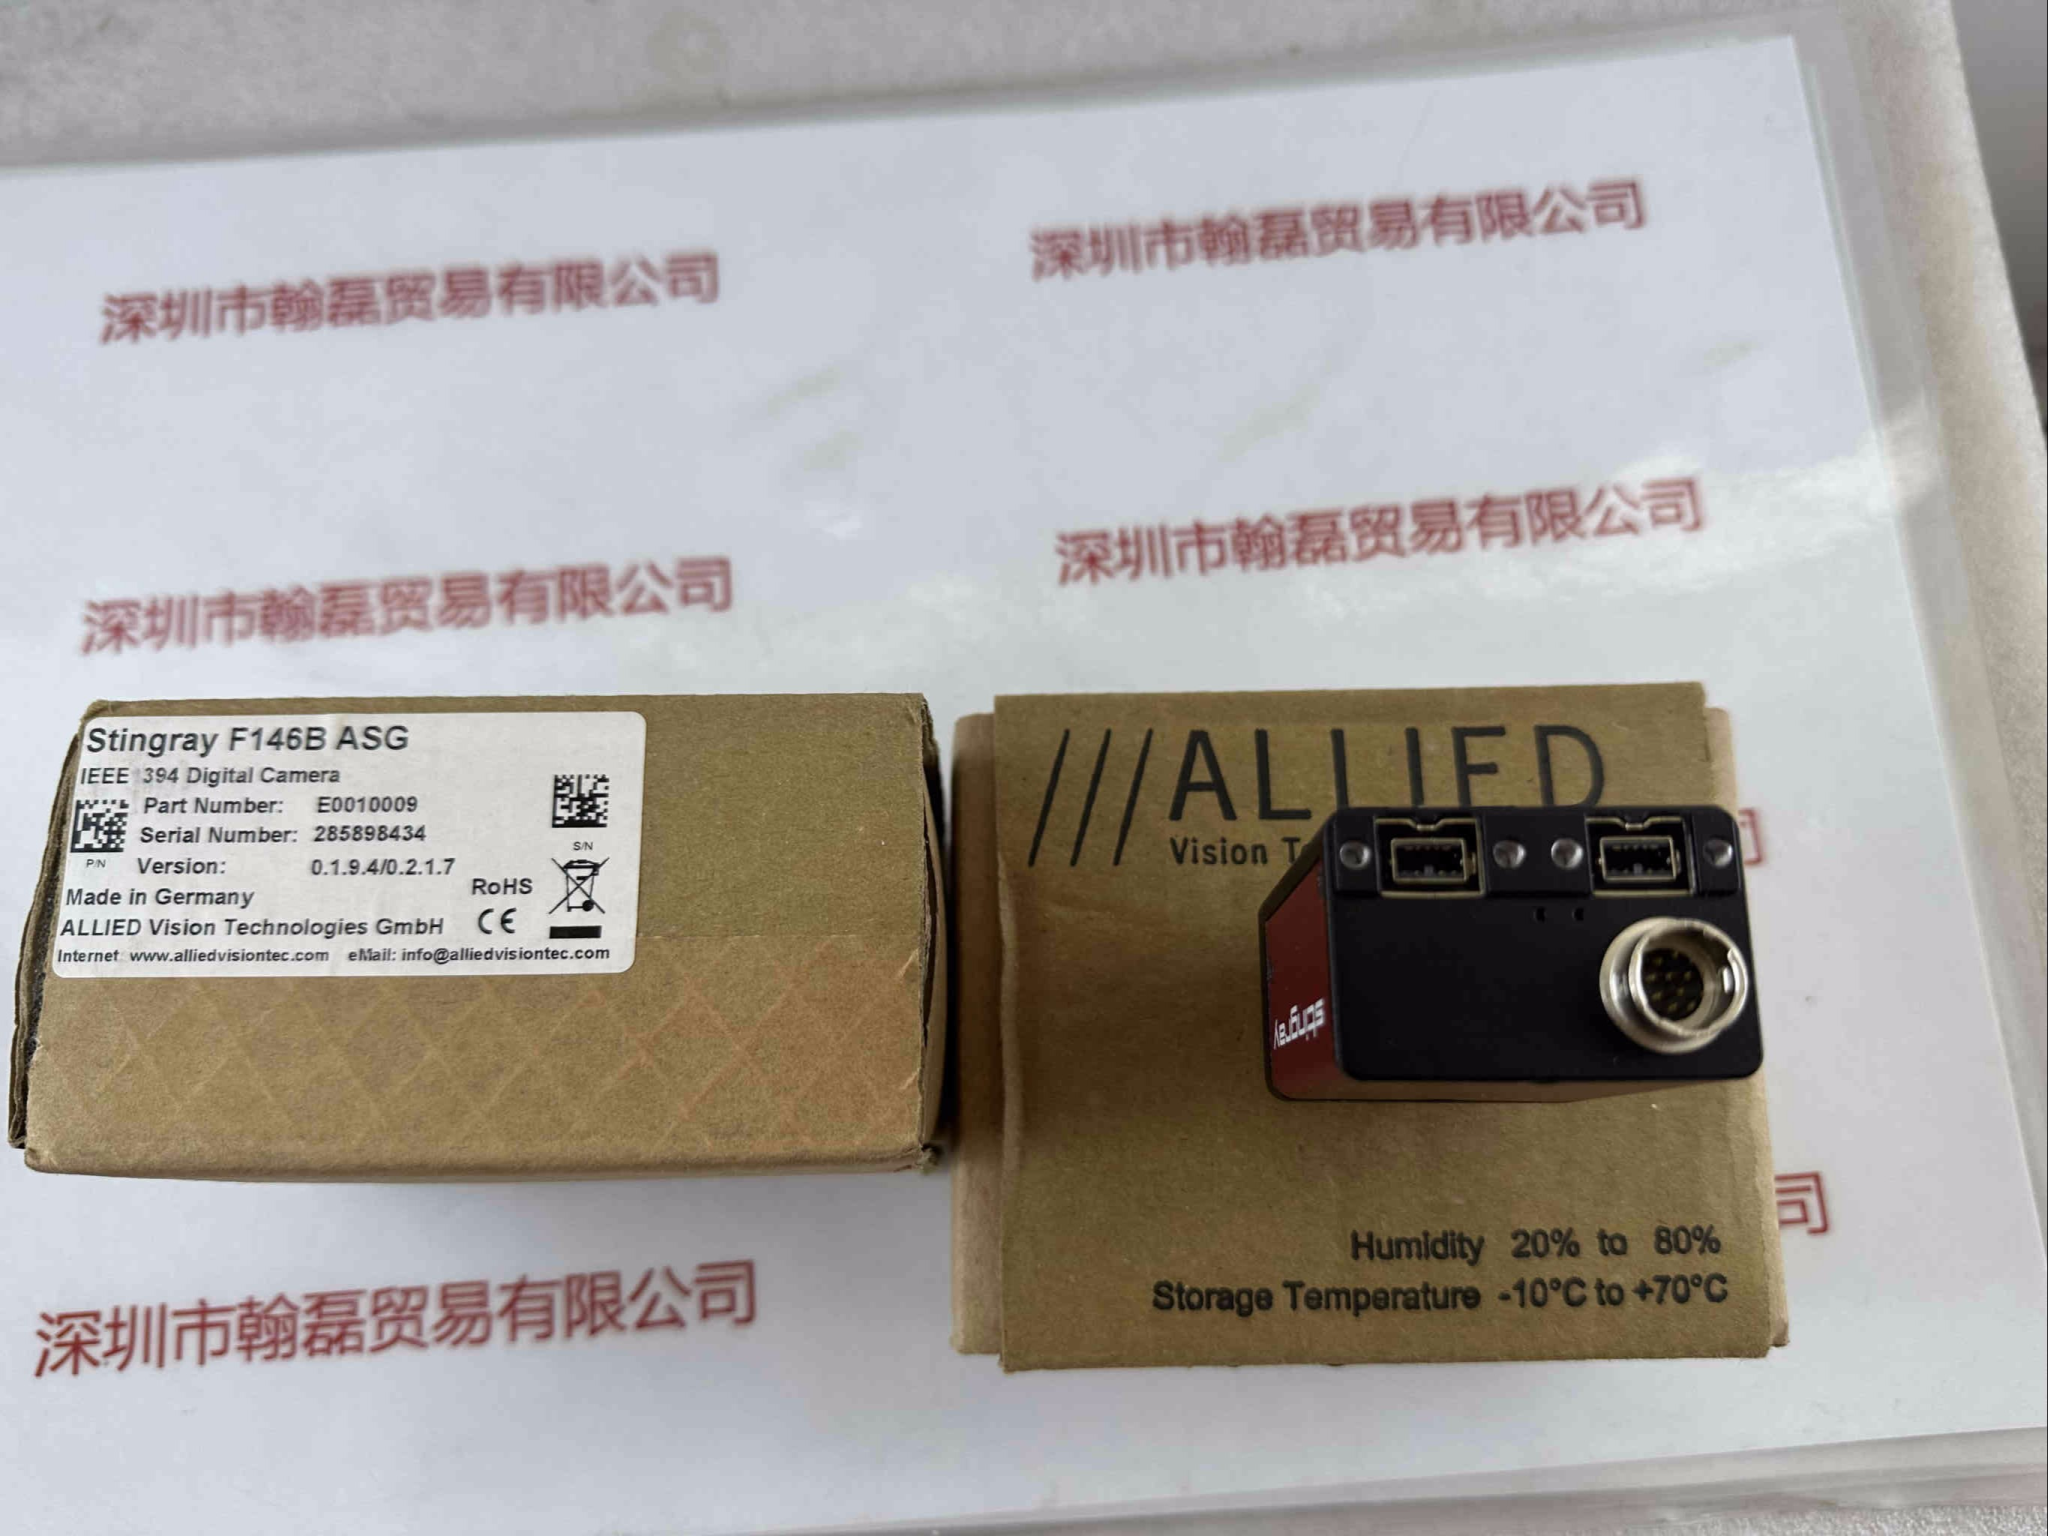 深圳市翰磊贸易有限公司
深圳市翰磊贸易有限公司
深圳市翰磊贸易有限公司
深圳市翰磊贸易有限公司
Stingray F146B ASG
IEEE 1394 Digital Camera
Part Number: E0010009
Serial Number: 285898434
P/N
S/N
Version: 0.1.9.4/0.2.1.7
Made in Germany
RoHS
CE
ALLIED Vision Technologies GmbH
Internet www.alliedvisiontec.com eMail: info@alliedvisiontec.com
///ALLIED
Vision
stingray
司
Humidity 20% to 80%
Storage Temperature -10°C to +70°C
深圳市翰磊贸易有限公司